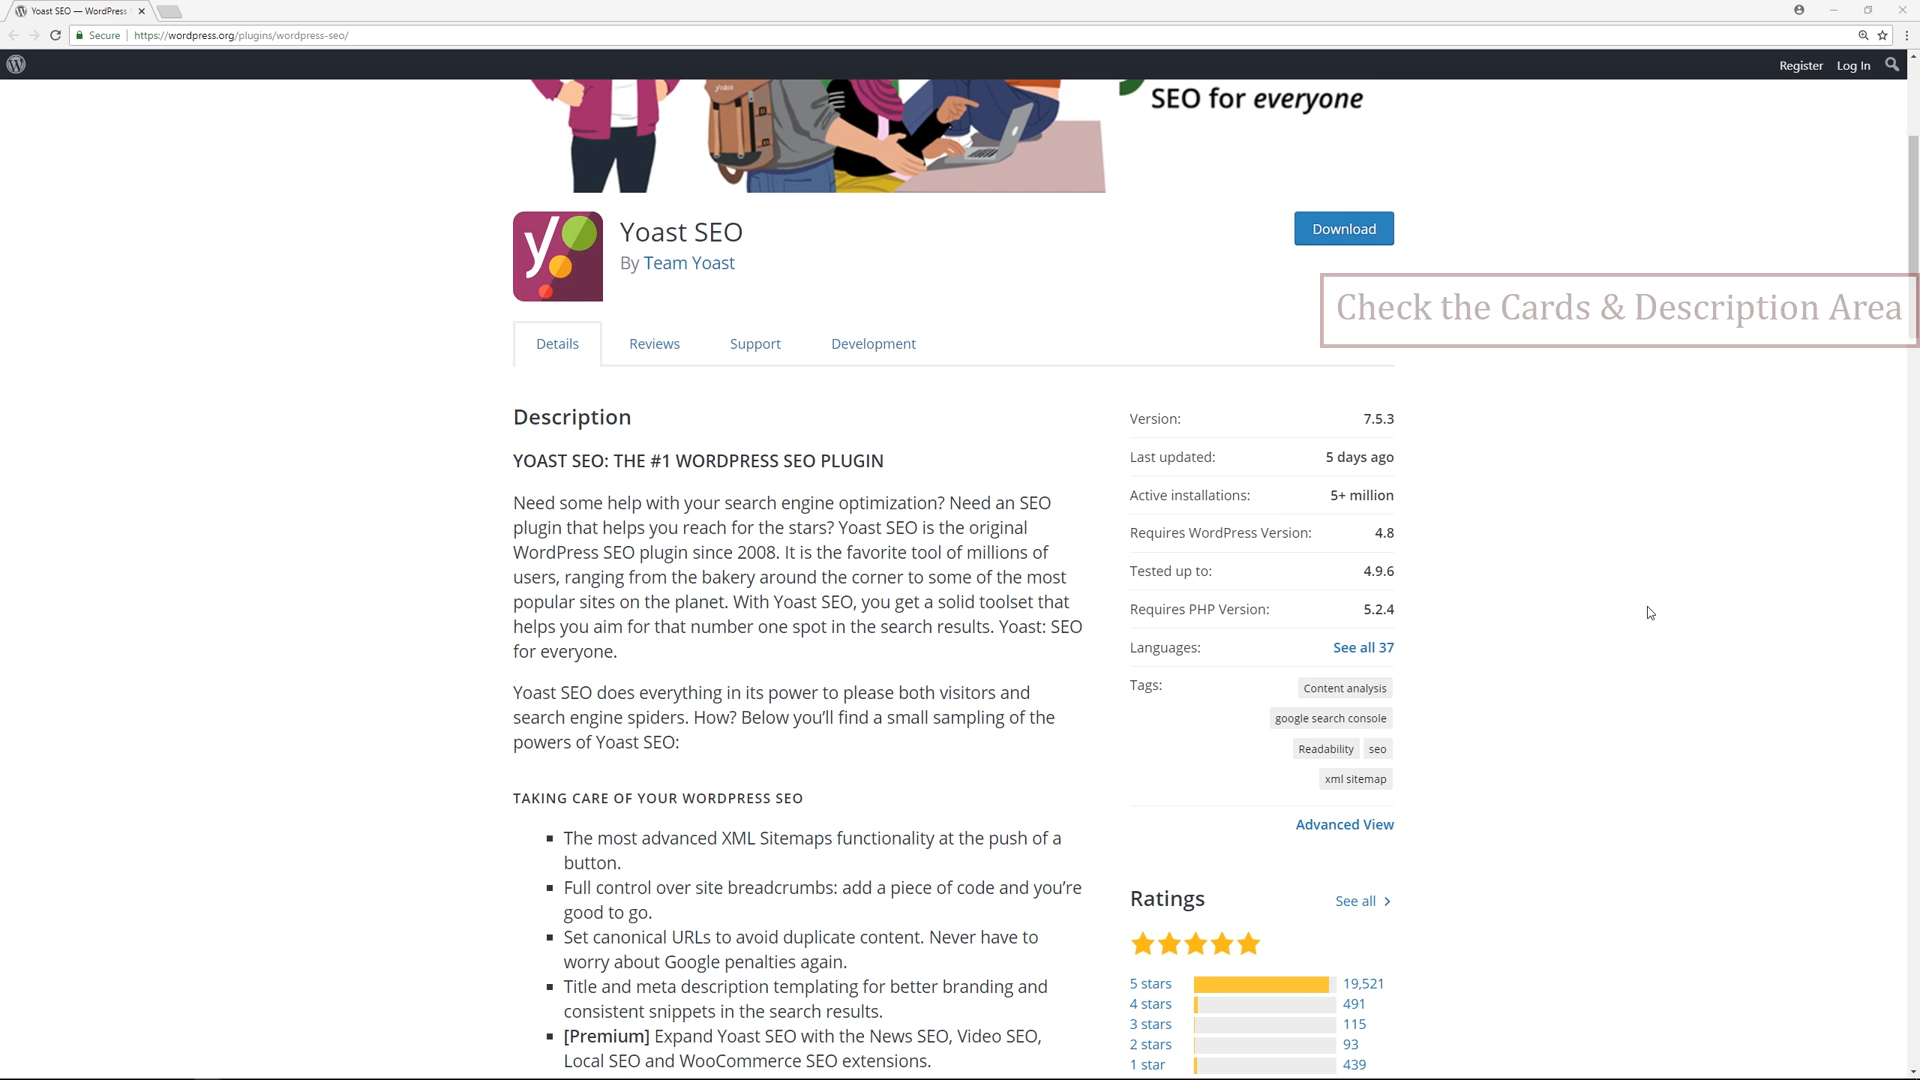 Yoast SEO — WordPress
Secure
https://wordpress.org/plugins/wordpress-seo/
Register
Log In
SEO for everyone
Yoast SEO
By Team Yoast
Download
Check the Cards & Description Area
Details
Reviews
Support
Development
Description
YOAST SEO: THE #1 WORDPRESS SEO PLUGIN
Need some help with your search engine optimization? Need an SEO
plugin that helps you reach for the stars? Yoast SEO is the original
WordPress SEO plugin since 2008. It is the favorite tool of millions of
users, ranging from the bakery around the corner to some of the most
popular sites on the planet. With Yoast SEO, you get a solid toolset that
helps you aim for that number one spot in the search results. Yoast: SEO
for everyone.
Yoast SEO does everything in its power to please both visitors and
search engine spiders. How? Below you’ll find a small sampling of the
powers of Yoast SEO:
TAKING CARE OF YOUR WORDPRESS SEO
The most advanced XML Sitemaps functionality at the push of a
button.
Full control over site breadcrumbs: add a piece of code and you’re
good to go.
Set canonical URLs to avoid duplicate content. Never have to
worry about Google penalties again.
Title and meta description templating for better branding and
consistent snippets in the search results.
[Premium] Expand Yoast SEO with the News SEO, Video SEO,
Local SEO and WooCommerce SEO extensions.
Version: 7.5.3
Last updated: 5 days ago
Active installations: 5+ million
Requires WordPress Version: 4.8
Tested up to: 4.9.6
Requires PHP Version: 5.2.4
Languages: See all 37
Tags: Content analysis
google search console
Readability seo
xml sitemap
Advanced View
Ratings
See all
5 stars 19,521
4 stars 491
3 stars 115
2 stars 93
1 star 439